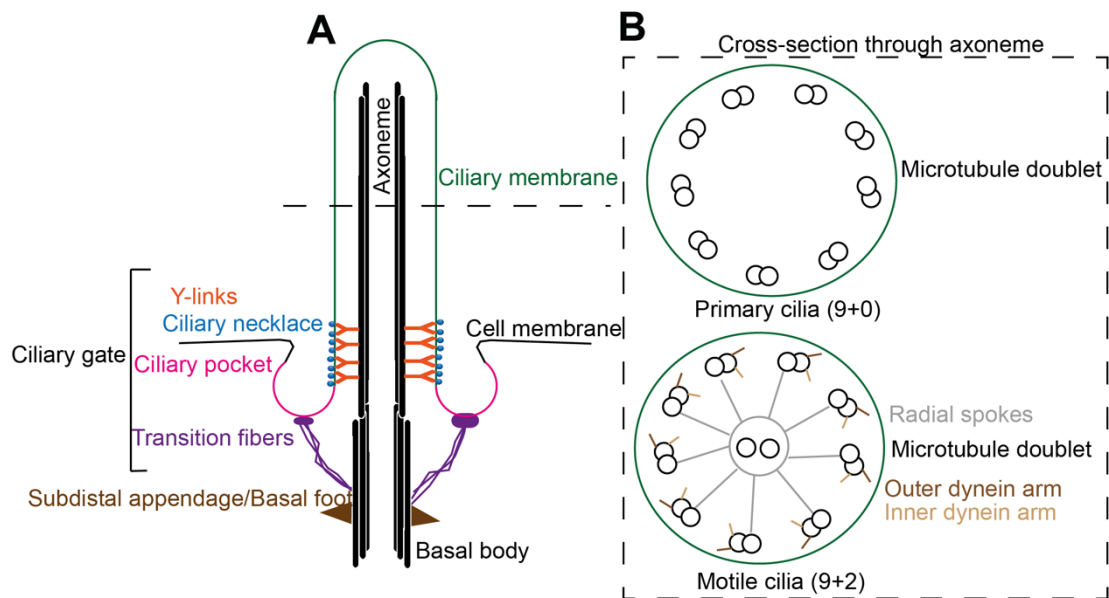 A
Axoneme
Ciliary membrane
Y-links
Ciliary necklace
Cell membrane
Ciliary gate
Ciliary pocket
Transition fibers
Subdistal appendage/Basal foot
Basal body
B
Cross-section through axoneme
Microtubule doublet
Primary cilia (9+0)
Radial spokes
Microtubule doublet
Outer dynein arm
Inner dynein arm
Motile cilia (9+2)